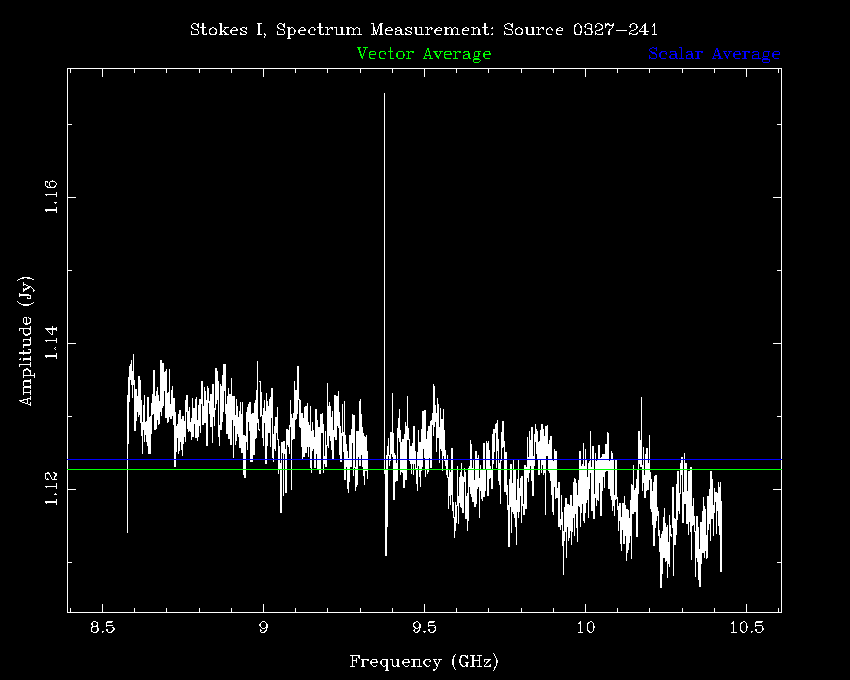 Stokes I, Spectrum Measurement: Source 0327−241
Vector Average
Scalar Average
1.16
1.14
1.12
Amplitude (Jy)
8.5
9
9.5
10
10.5
Frequency (GHz)